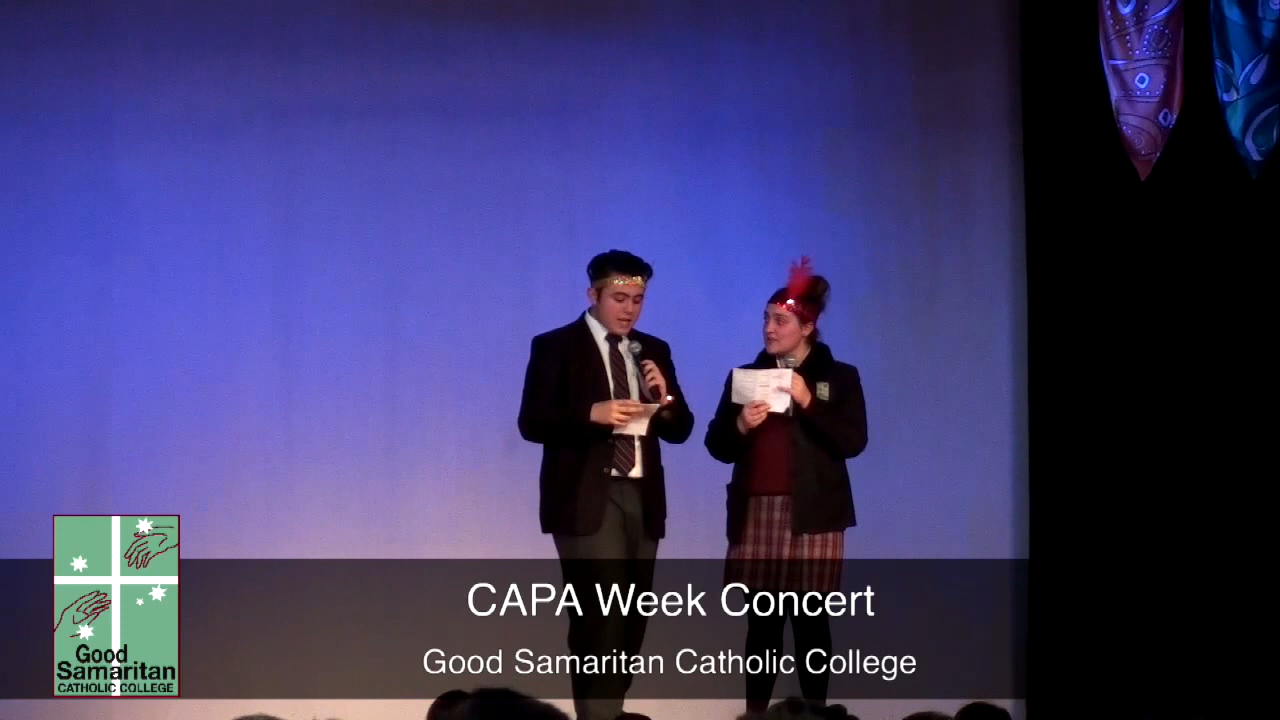 CAPA Week Concert
Good Samaritan Catholic College
Good
Samaritan
CATHOLIC COLLEGE